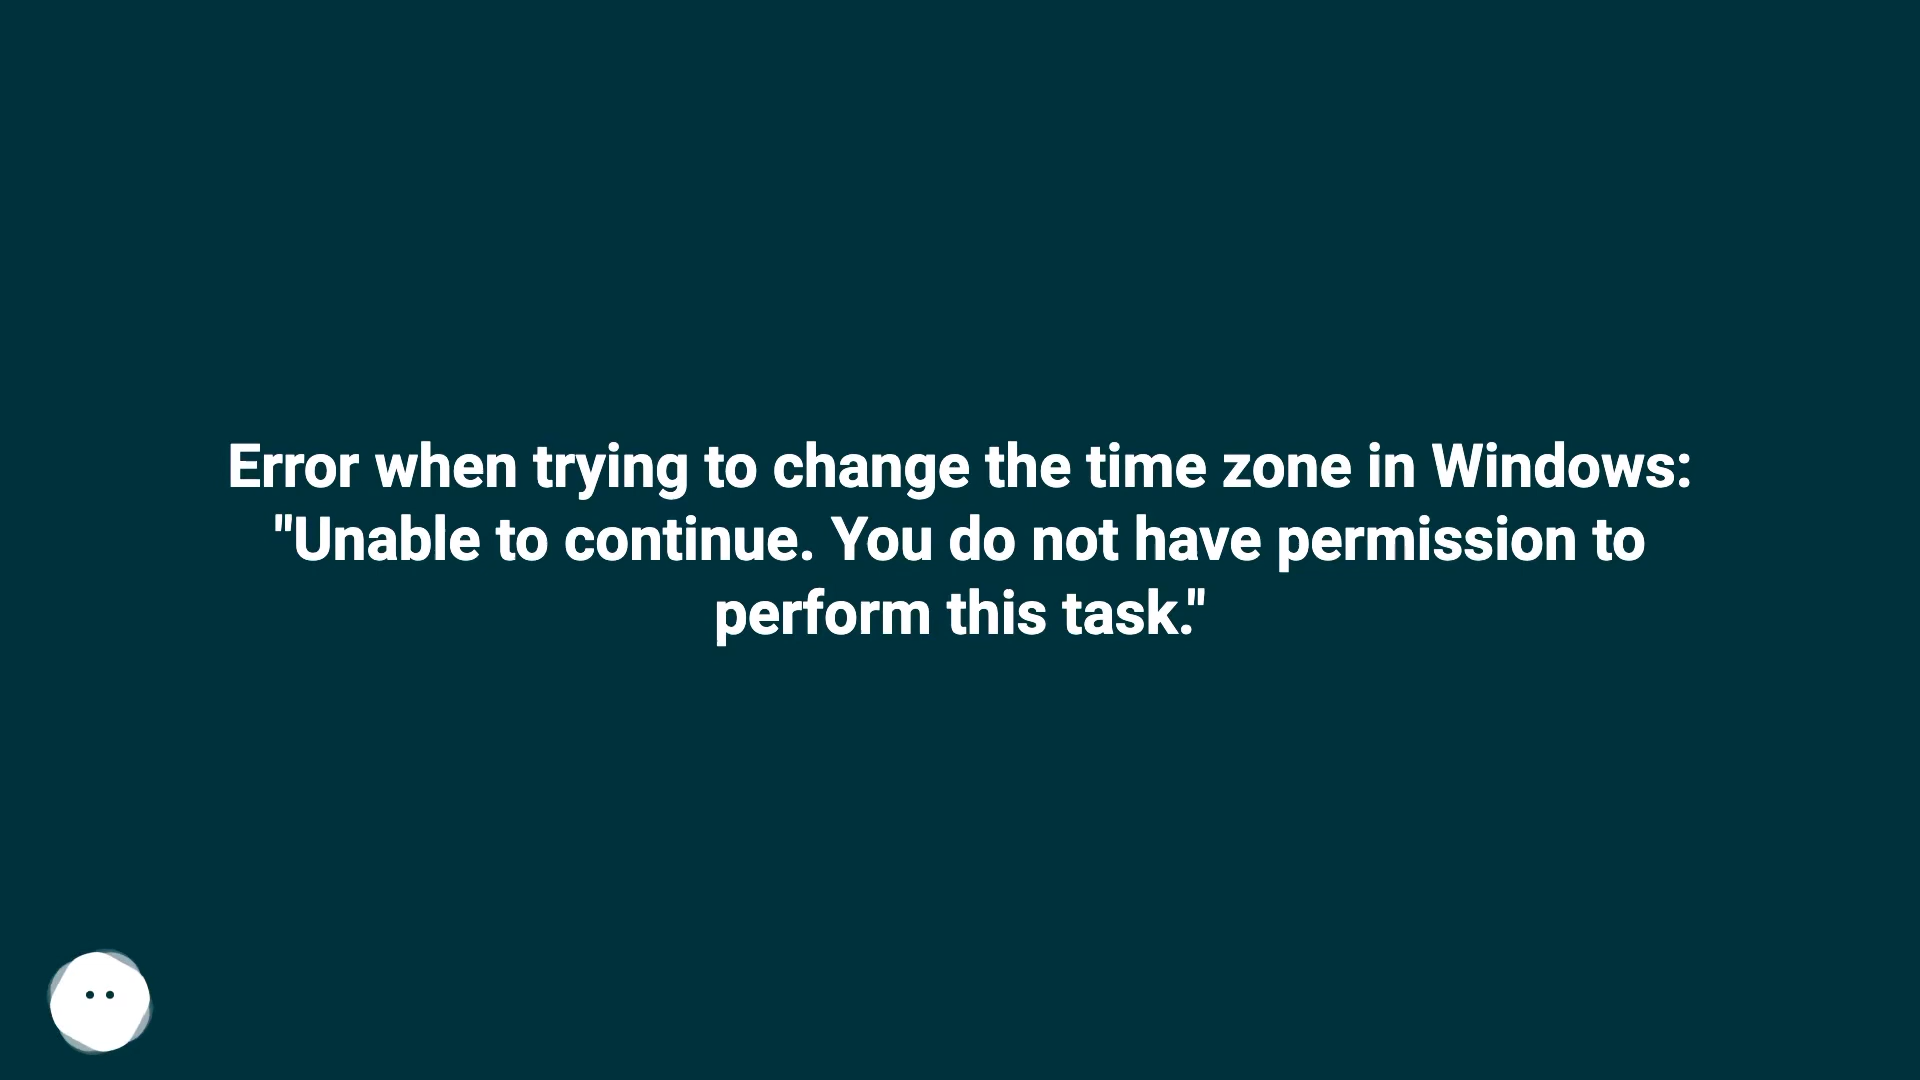 Error when trying to change the time zone in Windows:
"Unable to continue. You do not have permission to
perform this task."